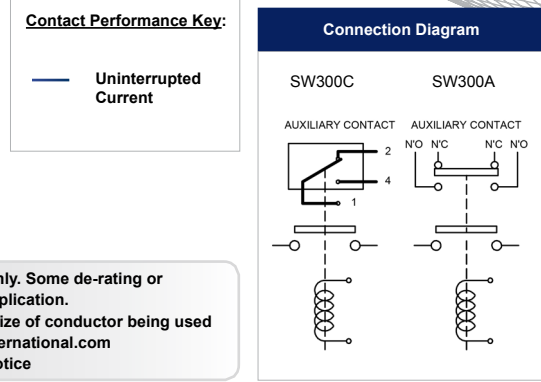 Contact Performance Key:
Uninterrupted
Current
nly. Some de-rating or
plication.
ize of conductor being used
ernational.com
otice
Connection Diagram
SW300C SW300A
AUXILIARY CONTACT AUXILIARY CONTACT
N'O N'C N'C N'O
2
4
1